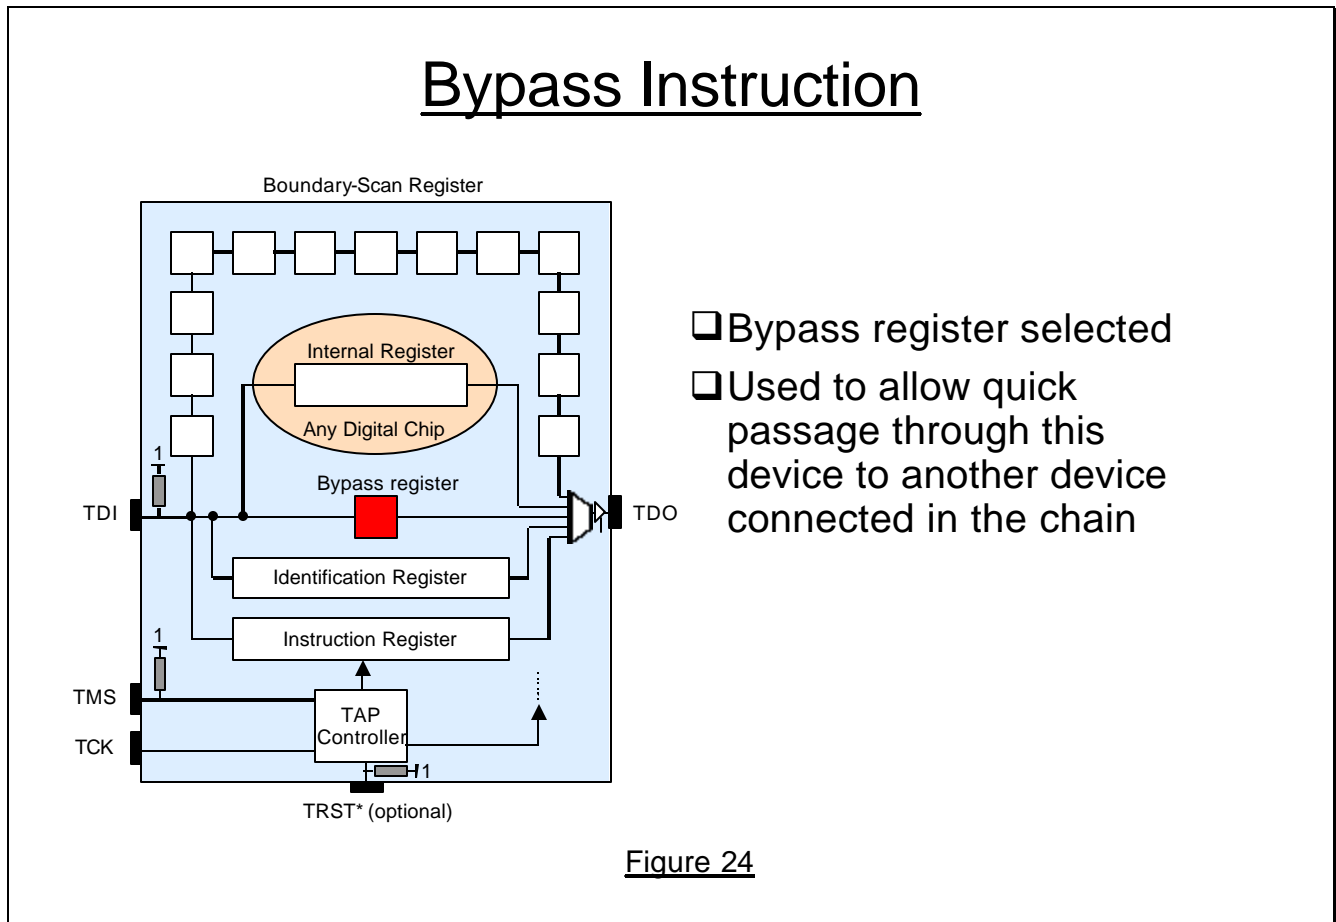 Bypass Instruction
Boundary-Scan Register
Internal Register
Any Digital Chip
1
Bypass register
TDI
TDO
Identification Register
1
Instruction Register
TMS
TAP
Controller
TCK
1
TRST* (optional)
❑Bypass register selected
❑Used to allow quick
passage through this
device to another device
connected in the chain
Figure 24